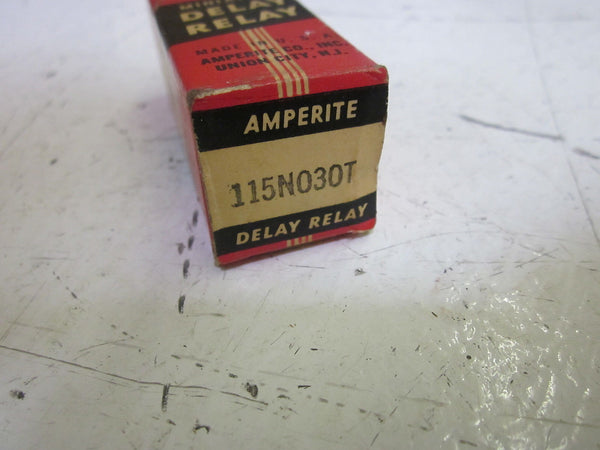 DELAY
RELAY
MADE IN U.S.A.
AMPERITE CO., INC.
UNION CITY, N.J.
AMPERITE
115N030T
DELAY RELAY